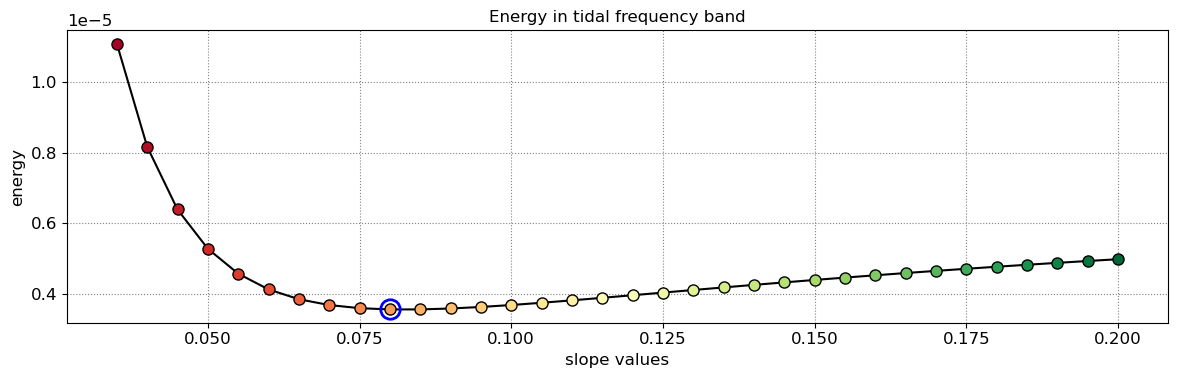 Energy in tidal frequency band
1e−5
1.0
0.8
0.6
0.4
energy
0.050 0.075 0.100 0.125 0.150 0.175 0.200
slope values